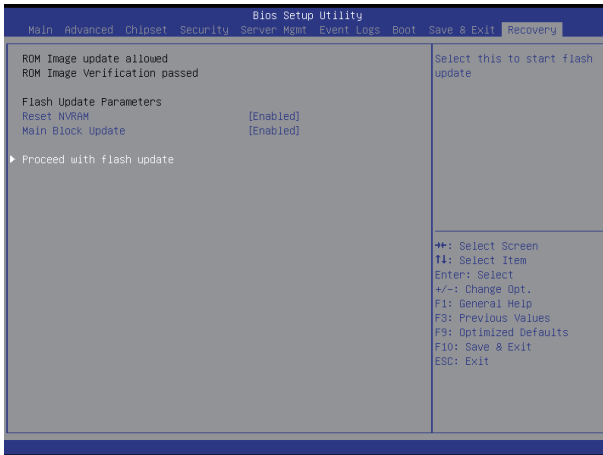 Bios Setup Utility
Main Advanced Chipset Security Server Mgmt Event Logs Boot Save & Exit Recovery
ROM Image update allowed
ROM Image Verification passed
Flash Update Parameters
Reset NVRAM [Enabled]
Main Block Update [Enabled]
▶ Proceed with flash update
Select this to start flash
update
→←: Select Screen
↑↓: Select Item
Enter: Select
+/-: Change Opt.
F1: General Help
F3: Previous Values
F9: Optimized Defaults
F10: Save & Exit
ESC: Exit